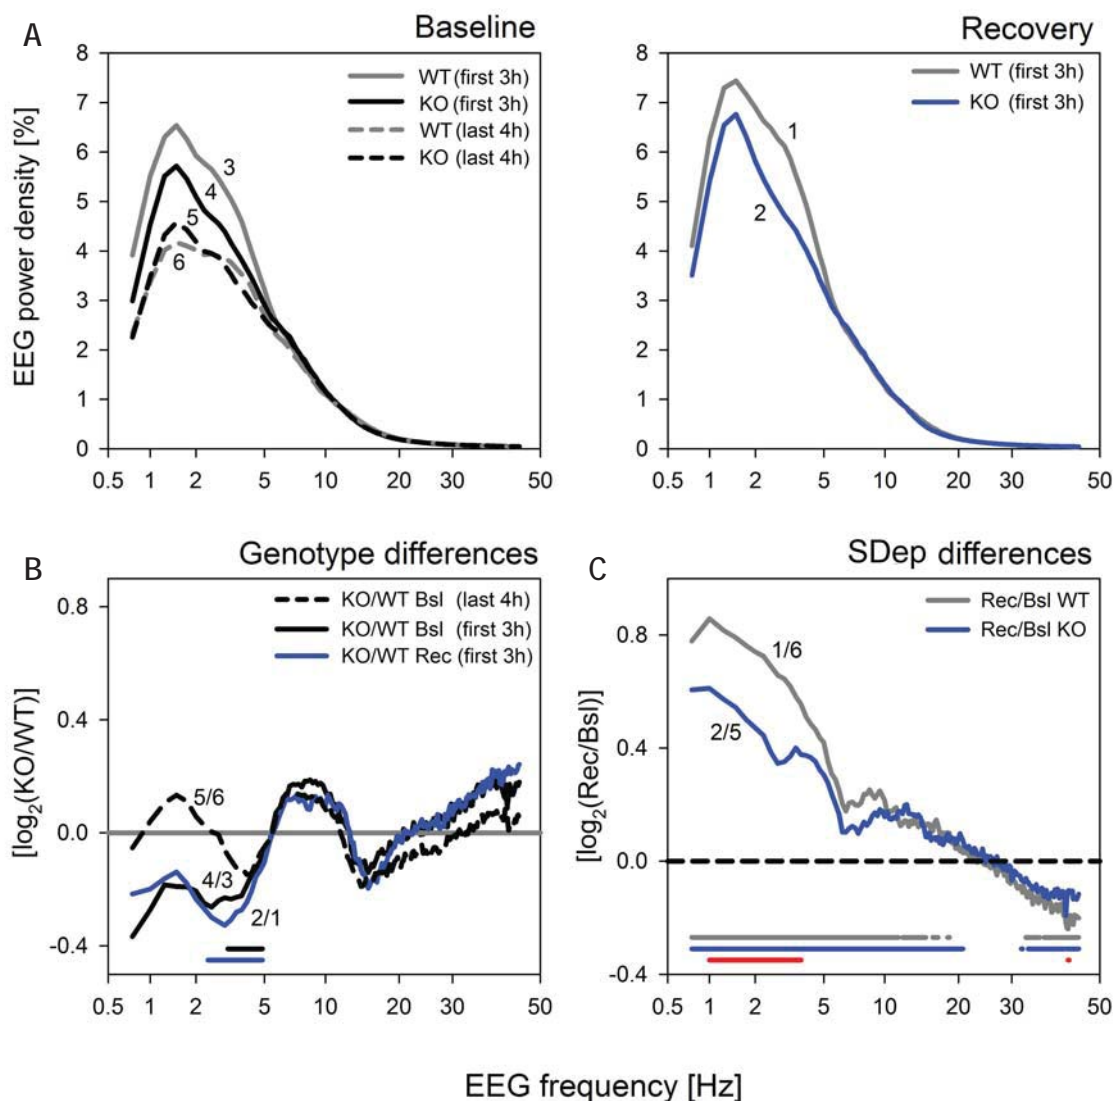 A
Baseline
Recovery
EEG power density [%]
8
7
6
5
4
3
2
1
0
WT (first 3h)
KO (first 3h)
WT (last 4h)
KO (last 4h)
3
4
5
6
0.5 1 2 5 10 20 30 50
8
7
6
5
4
3
2
1
0
WT (first 3h)
KO (first 3h)
1
2
0.5 1 2 5 10 20 30 50
B
Genotype differences
[log2(KO/WT)]
0.8
0.4
0.0
-0.4
KO/WT Bsl (last 4h)
KO/WT Bsl (first 3h)
KO/WT Rec (first 3h)
5/6
4/3
2/1
0.5 1 2 5 10 20 30 50
C
SDep differences
[log2(Rec/Bsl)]
0.8
0.4
0.0
-0.4
Rec/Bsl WT
Rec/Bsl KO
1/6
2/5
0.5 1 2 5 10 20 30 50
EEG frequency [Hz]